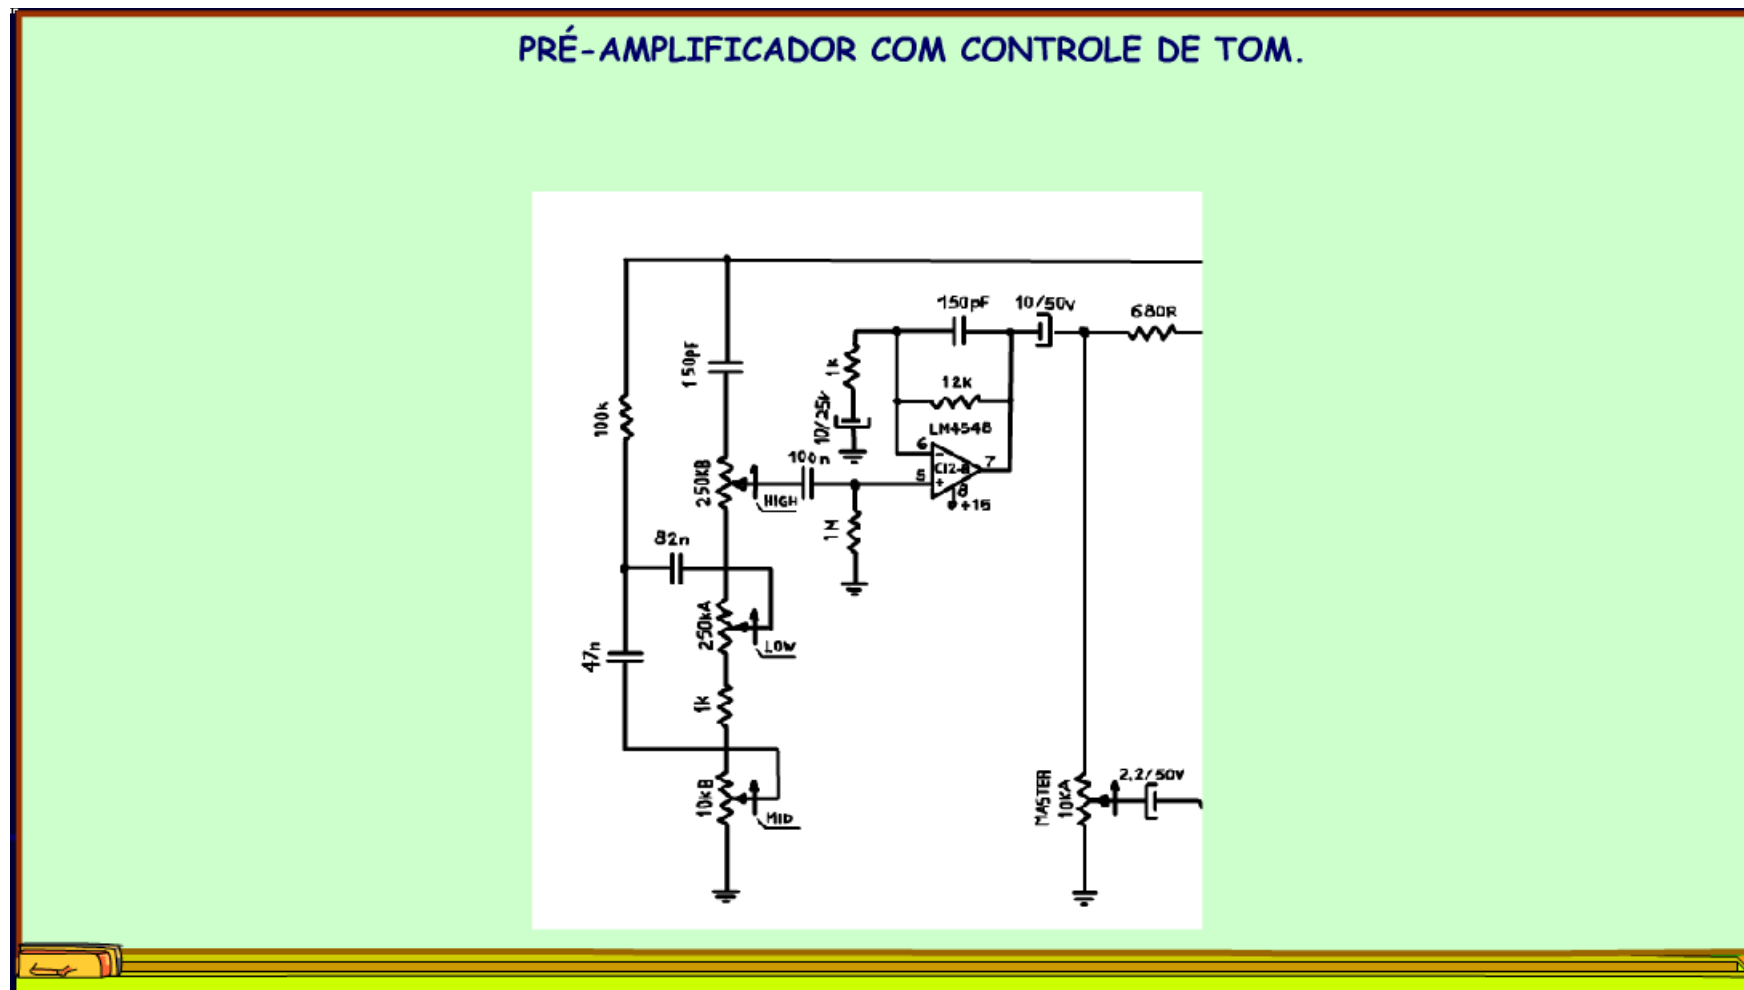 PRÉ-AMPLIFICADOR COM CONTROLE DE TOM.
150pF
10/50V
680R
150pF
1k
12K
100k
10/25V
LM4548
6
100n
7
250KB
CI2-B
5
8
HIGH
+15
1M
82n
250kA
LOW
47n
1k
2.2/50V
MASTER
10KA
10kB
MID